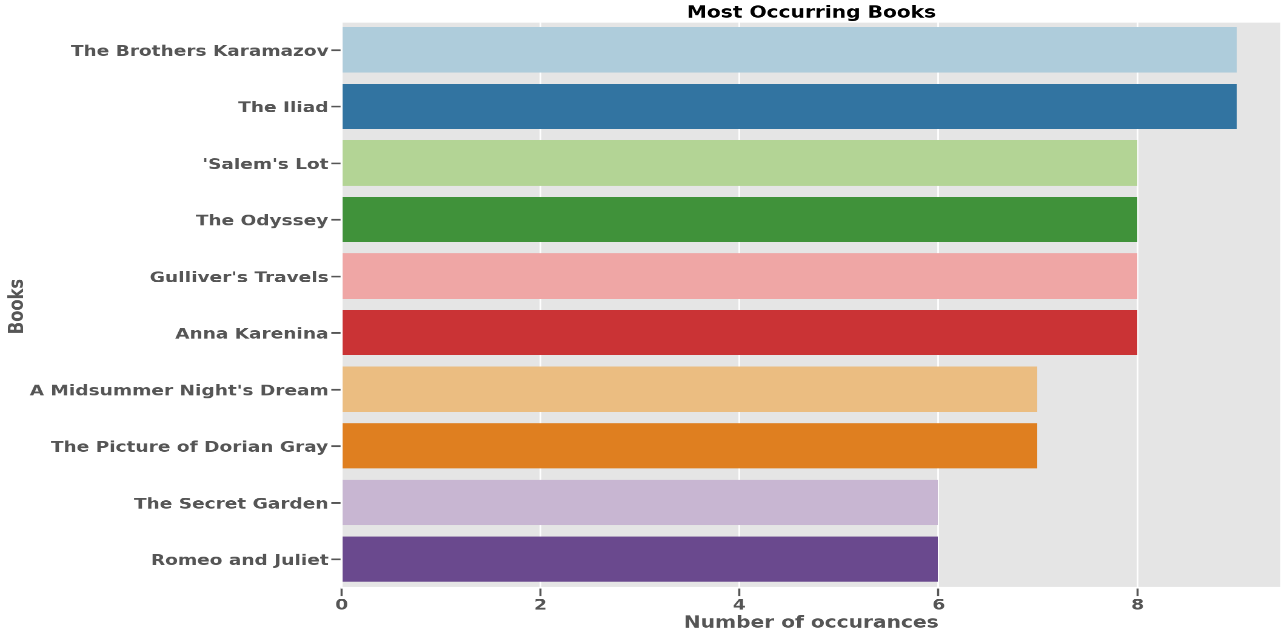 Most Occurring Books
The Brothers Karamazov
The Iliad
'Salem's Lot
The Odyssey
Gulliver's Travels
Anna Karenina
A Midsummer Night's Dream
The Picture of Dorian Gray
The Secret Garden
Romeo and Juliet
Books
0 2 4 6 8
Number of occurances